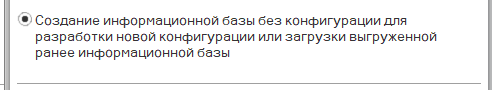 Создание информационной базы без конфигурации для
разработки новой конфигурации или загрузки выгруженной
ранее информационной базы